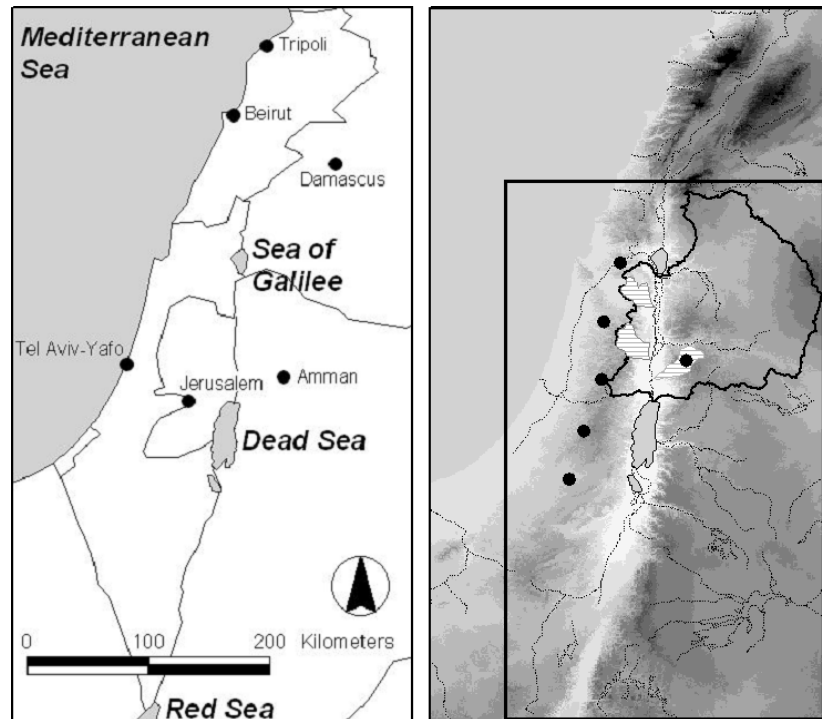 Mediterranean
Sea
Tripoli
Beirut
Damascus
Sea of
Galilee
Tel Aviv-Yafo
Jerusalem
Amman
Dead Sea
0 100 200 Kilometers
Red Sea